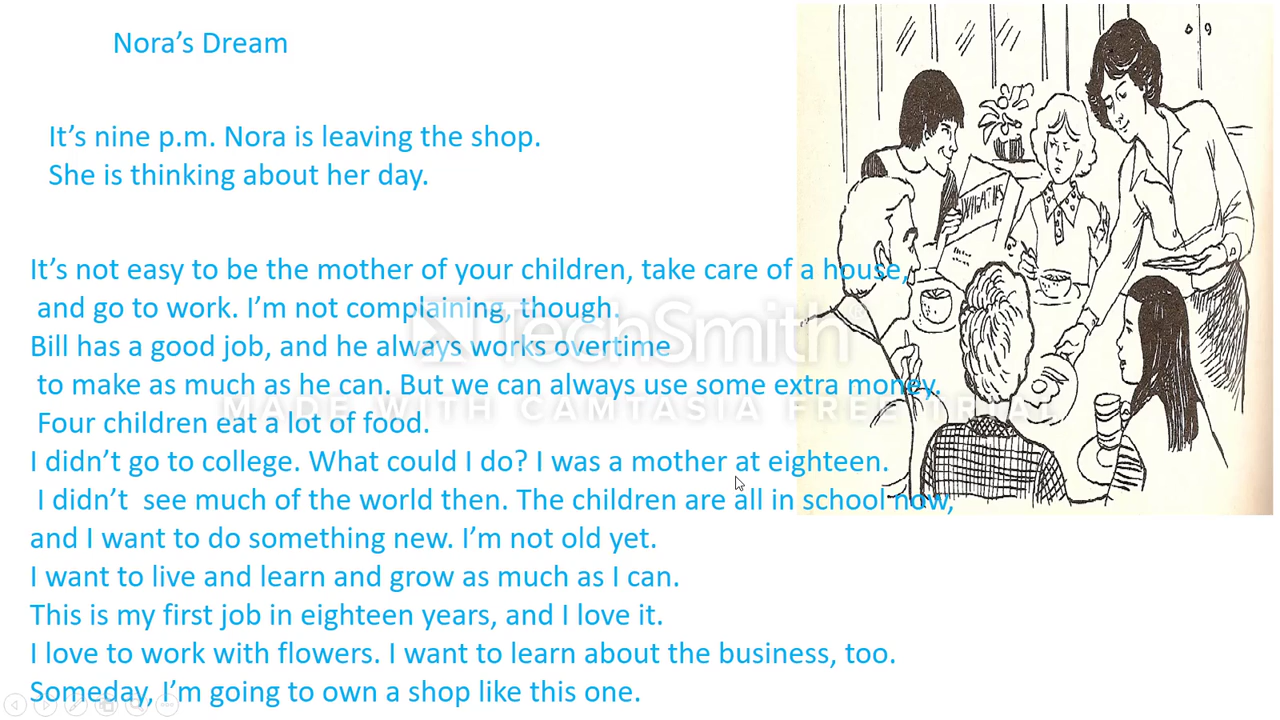 Nora's Dream
It's nine p.m. Nora is leaving the shop.
She is thinking about her day.
It's not easy to be the mother of your children, take care of a house,
and go to work. I'm not complaining, though.
Bill has a good job, and he always works overtime
to make as much as he can. But we can always use some extra money.
Four children eat a lot of food.
I didn't go to college. What could I do? I was a mother at eighteen.
I didn't  see much of the world then. The children are all in school now,
and I want to do something new. I'm not old yet.
I want to live and learn and grow as much as I can.
This is my first job in eighteen years, and I love it.
I love to work with flowers. I want to learn about the business, too.
Someday, I'm going to own a shop like this one.
TechSmith
MADE WITH CAMTASIA FREE TRIAL